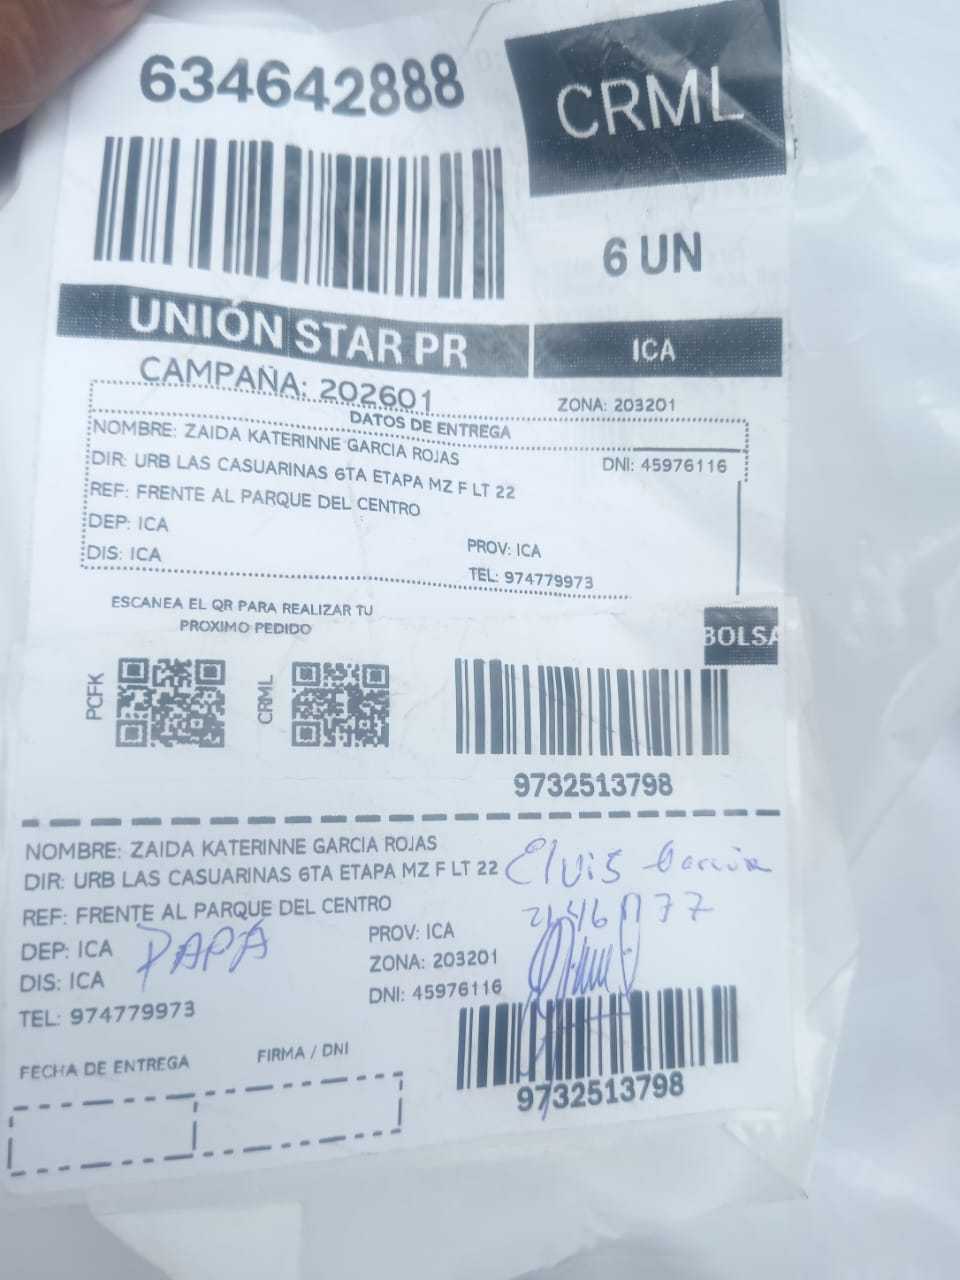 634642888
CRML
6 UN
UNIÓN STAR PR
ICA
CAMPAÑA: 202601
ZONA: 203201
DATOS DE ENTREGA
NOMBRE: ZAIDA KATERINNE GARCIA ROJAS
DNI: 45976116
DIR: URB LAS CASUARINAS 6TA ETAPA MZ F LT 22
REF: FRENTE AL PARQUE DEL CENTRO
DEP: ICA
PROV: ICA
DIS: ICA
TEL: 974779973
ESCANEA EL QR PARA REALIZAR TU
PROXIMO PEDIDO
BOLSA
PCFK
CRML
9732513798
NOMBRE: ZAIDA KATERINNE GARCIA ROJAS
DIR: URB LAS CASUARINAS 6TA ETAPA MZ F LT 22
Elvis Garcia
REF: FRENTE AL PARQUE DEL CENTRO
DEP: ICA
PAPÁ
PROV: ICA
DIS: ICA
ZONA: 203201
TEL: 974779973
DNI: 45976116
FECHA DE ENTREGA
FIRMA / DNI
9732513798